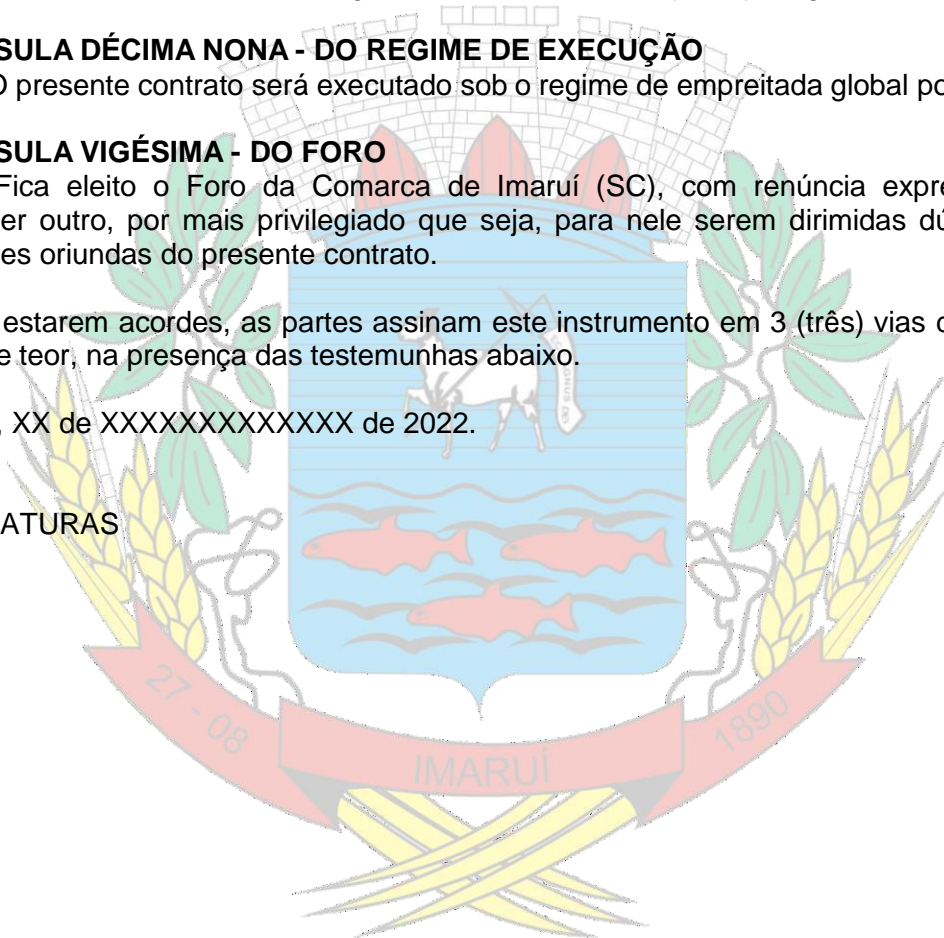 SULA DÉCIMA NONA - DO REGIME DE EXECUÇÃO
O presente contrato será executado sob o regime de empreitada global po
SULA VIGÉSIMA - DO FORO
Fica eleito o Foro da Comarca de Imaruí (SC), com renúncia expre
er outro, por mais privilegiado que seja, para nele serem dirimidas dú
es oriundas do presente contrato.
estarem acordes, as partes assinam este instrumento em 3 (três) vias d
e teor, na presença das testemunhas abaixo.
, XX de XXXXXXXXXXXXX de 2022.
ATURAS
AGNUS DEI
27 - 08
IMARUÍ
1890